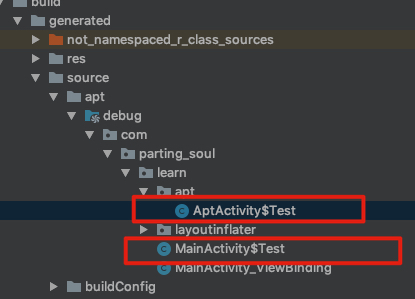 build
generated
not_namespaced_r_class_sources
res
source
apt
debug
com
parting_soul
learn
apt
AptActivity$Test
layoutinflater
MainActivity$Test
MainActivity_ViewBinding
buildConfig